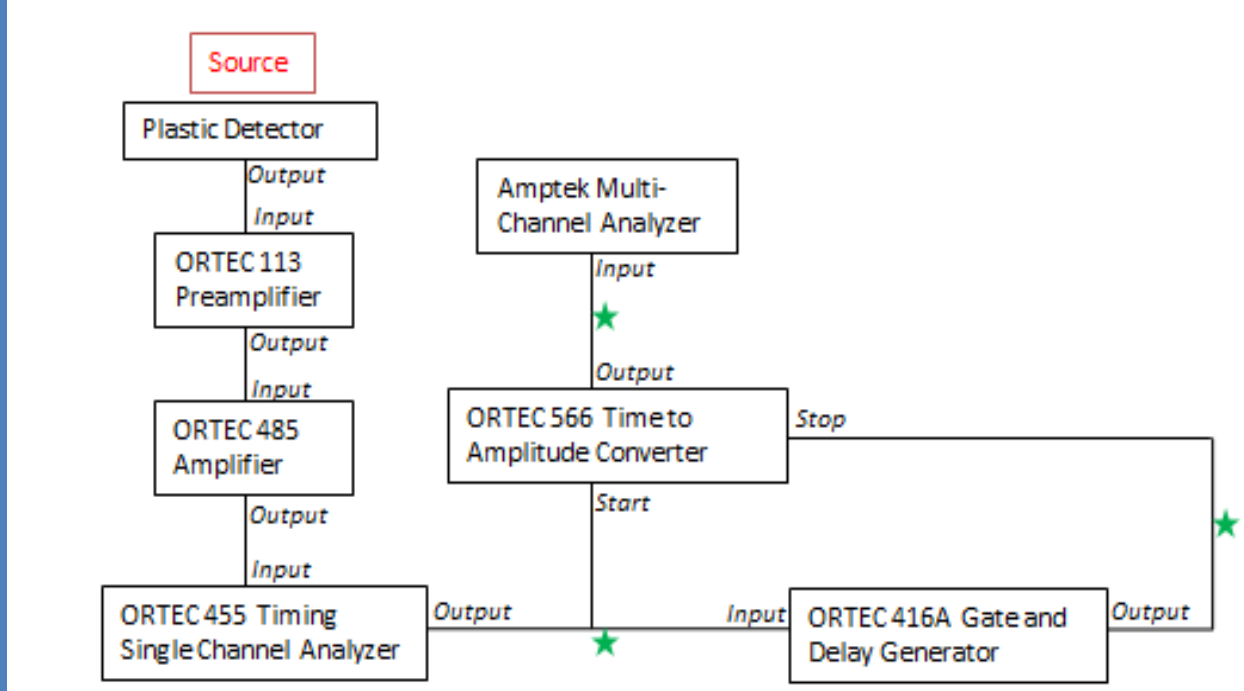 Source
Plastic Detector
Output
Input
ORTEC 113
Preamplifier
Output
Input
ORTEC 485
Amplifier
Output
Input
ORTEC 455 Timing
Single Channel Analyzer
Output
Amptek Multi-
Channel Analyzer
Input
Output
ORTEC 566 Time to
Amplitude Converter
Stop
Start
Input
ORTEC 416A Gate and
Delay Generator
Output